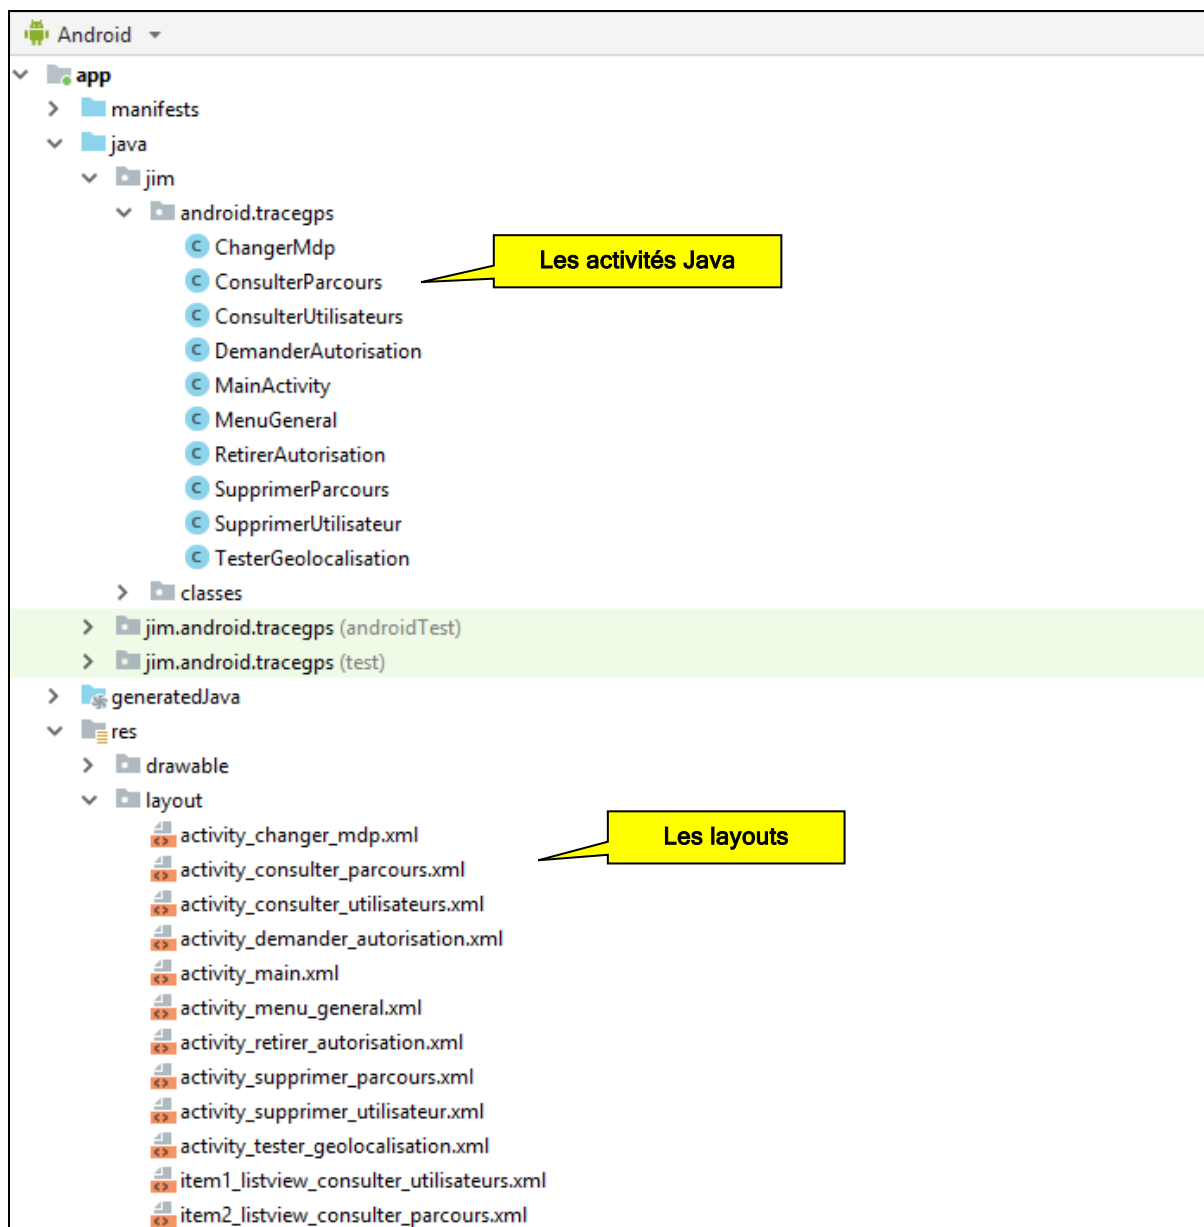 Android
app
manifests
java
jim
android.tracegps
ChangerMdp
Les activités Java
ConsulterParcours
ConsulterUtilisateurs
DemanderAutorisation
MainActivity
MenuGeneral
RetirerAutorisation
SupprimerParcours
SupprimerUtilisateur
TesterGeolocalisation
classes
jim.android.tracegps (androidTest)
jim.android.tracegps (test)
generatedJava
res
drawable
layout
activity_changer_mdp.xml
Les layouts
activity_consulter_parcours.xml
activity_consulter_utilisateurs.xml
activity_demander_autorisation.xml
activity_main.xml
activity_menu_general.xml
activity_retirer_autorisation.xml
activity_supprimer_parcours.xml
activity_supprimer_utilisateur.xml
activity_tester_geolocalisation.xml
item1_listview_consulter_utilisateurs.xml
item2_listview_consulter_parcours.xml